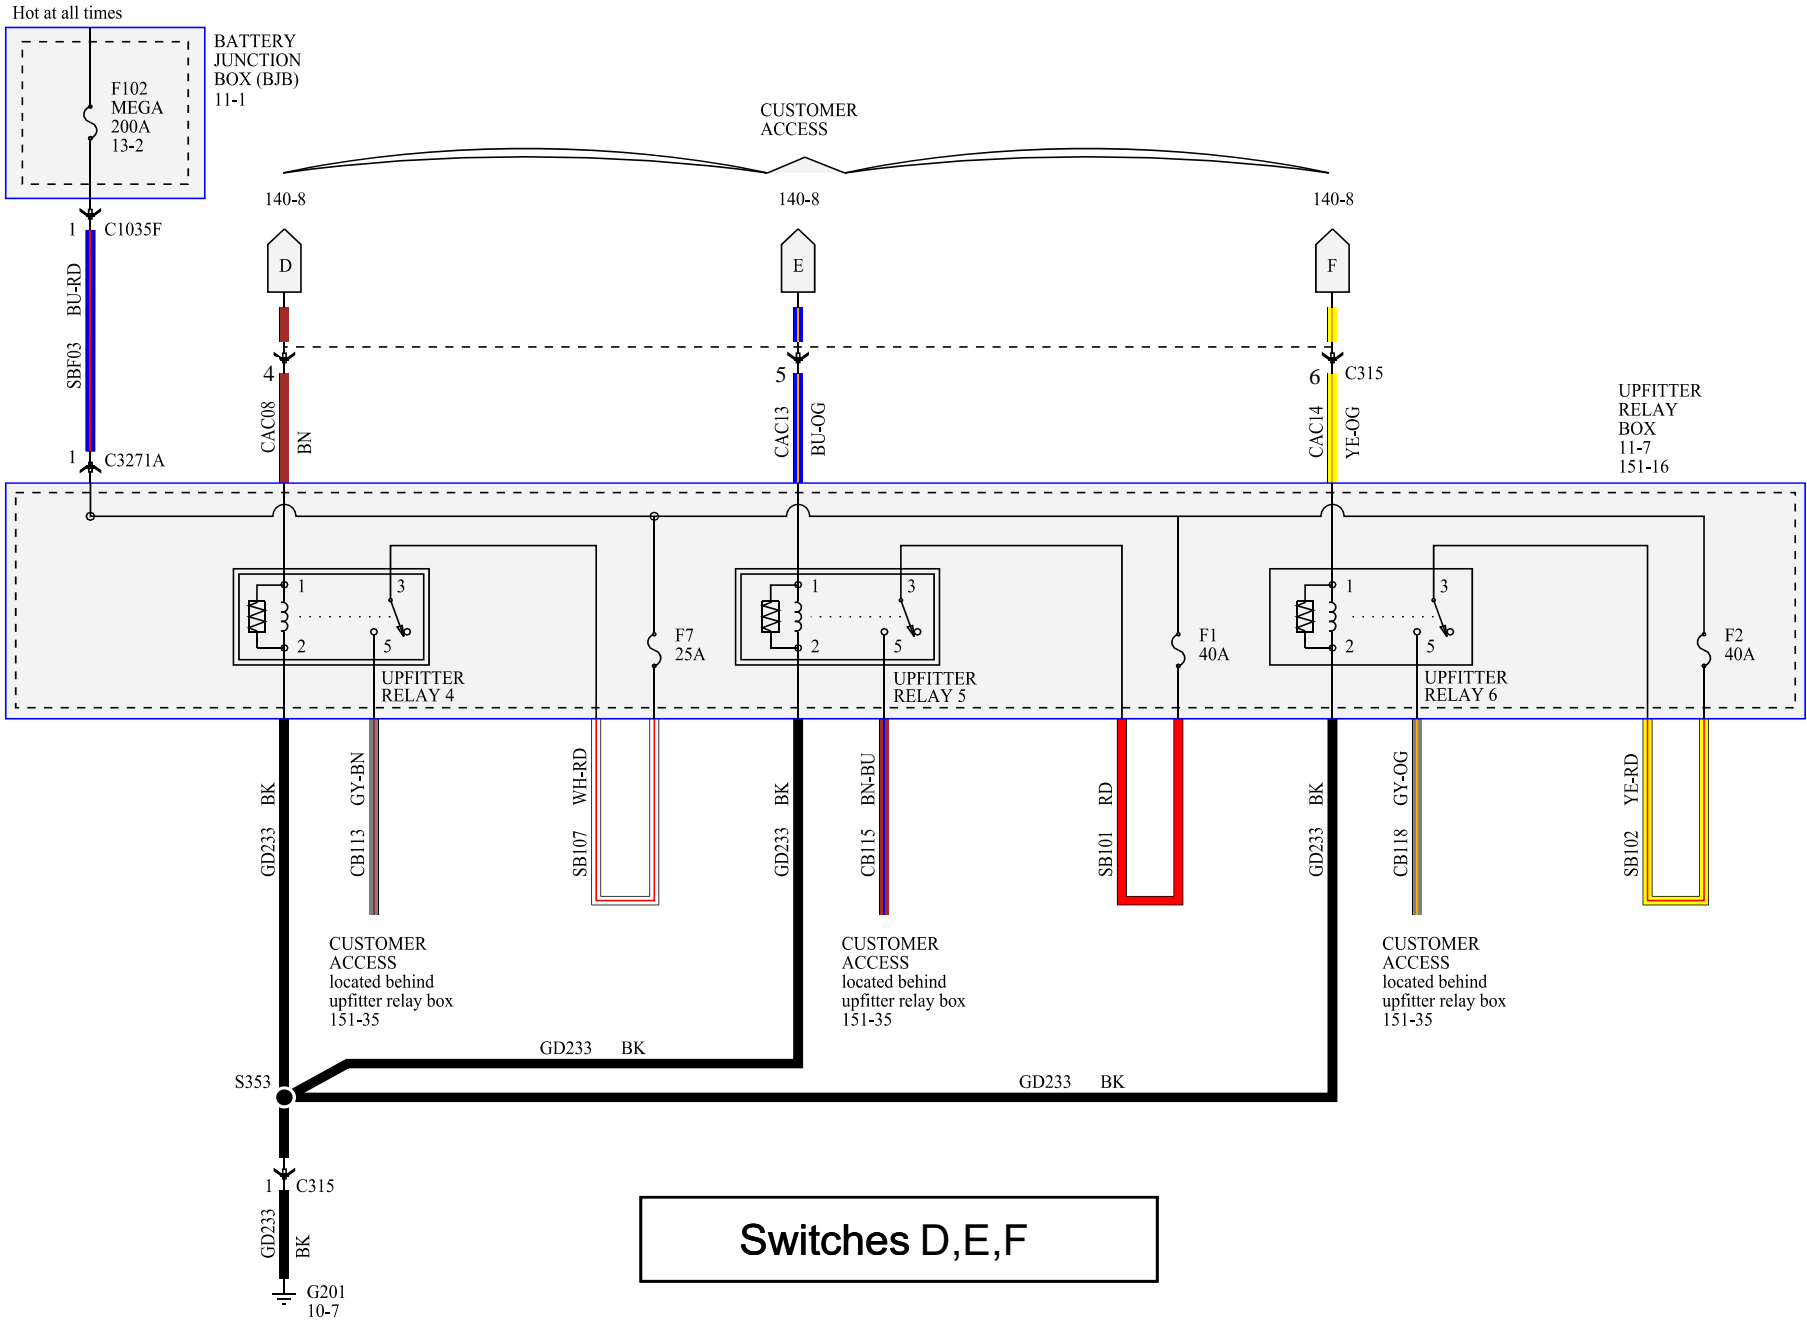 Hot at all times
BATTERY
JUNCTION
BOX (BJB)
11-1
F102
MEGA
200A
13-2
CUSTOMER
ACCESS
140-8
140-8
140-8
1
C1035F
D
E
F
BU-RD
SBF03
4
5
6
C315
CAC08
BN
CAC13
BU-OG
CAC14
YE-OG
UPFITTER
RELAY
BOX
11-7
151-16
1
C3271A
1
3
2
5
UPFITTER
RELAY 4
F7
25A
1
3
2
5
UPFITTER
RELAY 5
F1
40A
1
3
2
5
UPFITTER
RELAY 6
F2
40A
BK
GD233
GY-BN
CB113
WH-RD
SB107
BK
GD233
BN-BU
CB115
RD
SB101
BK
GD233
GY-OG
CB118
YE-RD
SB102
CUSTOMER
ACCESS
located behind
upfitter relay box
151-35
CUSTOMER
ACCESS
located behind
upfitter relay box
151-35
CUSTOMER
ACCESS
located behind
upfitter relay box
151-35
GD233 BK
S353
GD233 BK
1
C315
GD233
BK
G201
10-7
Switches D,E,F